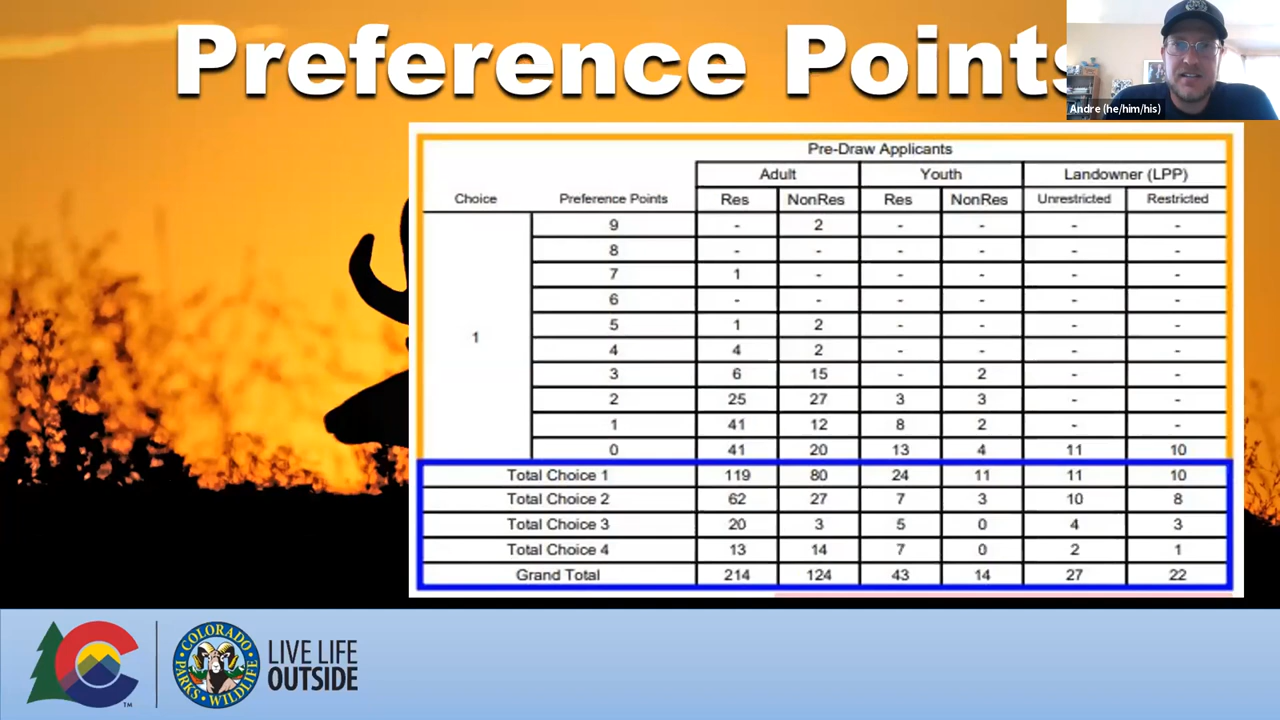 Preference Points
Andre (he/him/his)
Pre-Draw Applicants
Adult Youth Landowner (LPP)
Choice Preference Points Res NonRes Res NonRes Unrestricted Restricted
9 - 2 - - - -
8 - - - - - -
7 1 - - - - -
6 - - - - - -
5 1 2 - - - -
1
4 4 2 - - - -
3 6 15 - 2 - -
2 25 27 3 3 - -
1 41 12 8 2 - -
0 41 20 13 4 11 10
Total Choice 1 119 80 24 11 11 10
Total Choice 2 62 27 7 3 10 8
Total Choice 3 20 3 5 0 4 3
Total Choice 4 13 14 7 0 2 1
Grand Total 214 124 43 14 27 22
COLORADO
PARKS • WILDLIFE
LIVE LIFE
OUTSIDE
TM